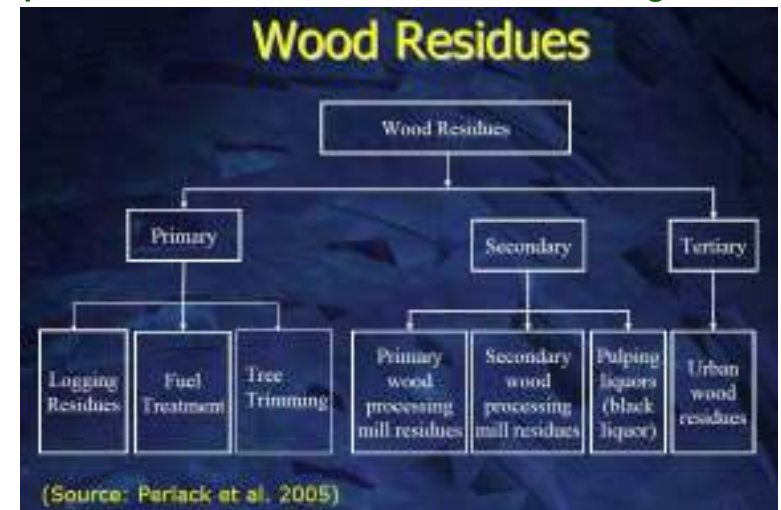 Wood Residues
Wood Residues
Primary
Secondary
Tertiary
Logging
Residues
Fuel
Treatment
Tree
Trimming
Primary
wood
processing
mill residues
Secondary
wood
processing
mill residues
Pulping
liquors
(black
liquor)
Urban
wood
residues
(Source: Perlack et al. 2005)